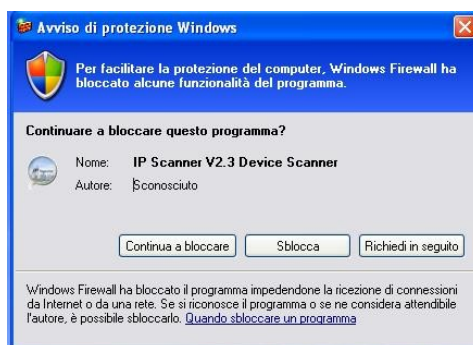 Avviso di protezione Windows
Per facilitare la protezione del computer, Windows Firewall ha
bloccato alcune funzionalità del programma.
Continuare a bloccare questo programma?
Nome: IP Scanner V2.3 Device Scanner
Autore: Sconosciuto
Continua a bloccare Sblocca Richiedi in seguito
Windows Firewall ha bloccato il programma impedendone la ricezione di connessioni
da Internet o da una rete. Se si riconosce il programma o se ne considera attendibile
l'autore, è possibile sbloccarlo. Quando sbloccare un programma